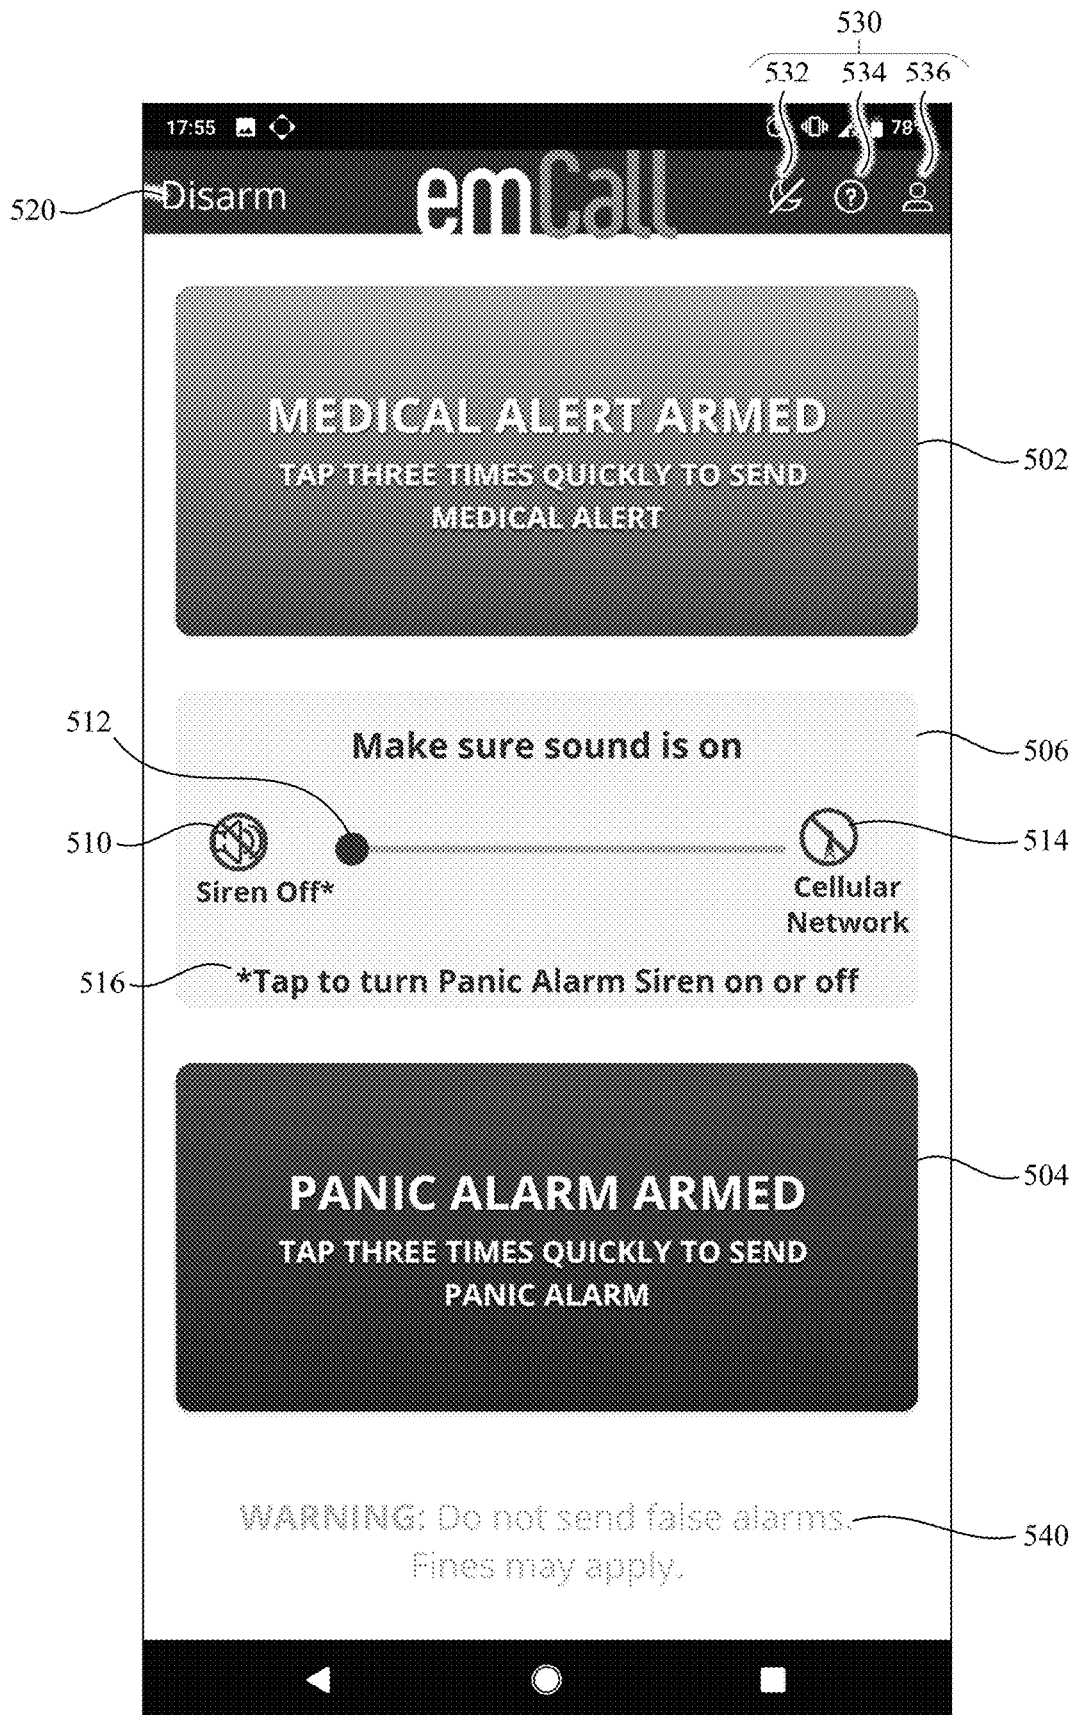 530
532 534 536
17:55 78%
520 Disarm emCall
MEDICAL ALERT ARMED
502
TAP THREE TIMES QUICKLY TO SEND
MEDICAL ALERT
512
Make sure sound is on
506
510
514
Siren Off*
Cellular
Network
516 *Tap to turn Panic Alarm Siren on or off
504
PANIC ALARM ARMED
TAP THREE TIMES QUICKLY TO SEND
PANIC ALARM
WARNING: Do not send false alarms.
540
Fines may apply.